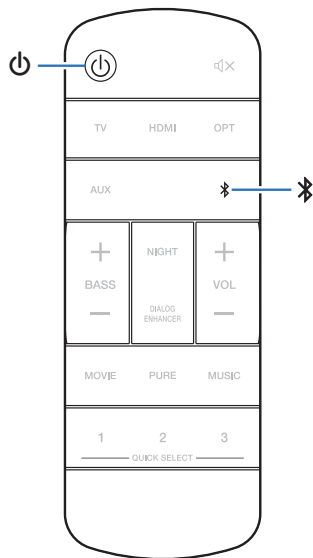 TV HDMI OPT
AUX
+ NIGHT +
BASS VOL
— DIALOG —
ENHANCER
MOVIE PURE MUSIC
1 2 3
QUICK SELECT